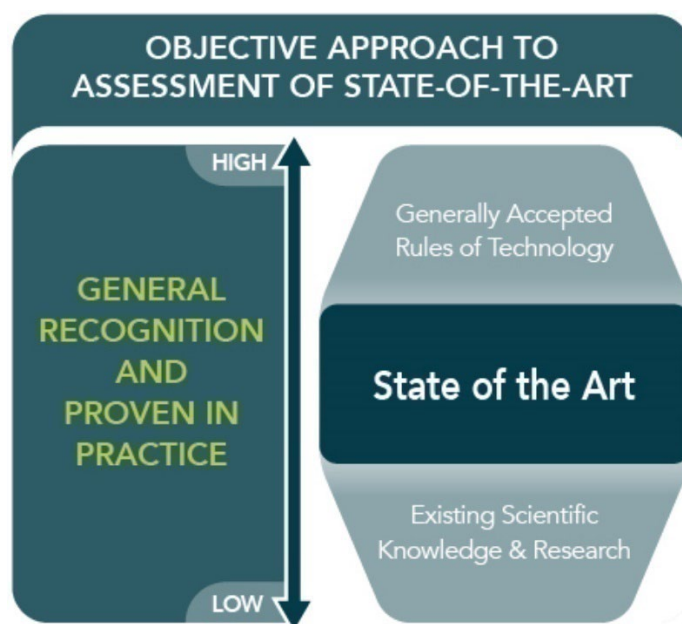 OBJECTIVE APPROACH TO
ASSESSMENT OF STATE-OF-THE-ART
HIGH
GENERAL
RECOGNITION
AND
PROVEN IN
PRACTICE
LOW
Generally Accepted
Rules of Technology
State of the Art
Existing Scientific
Knowledge & Research